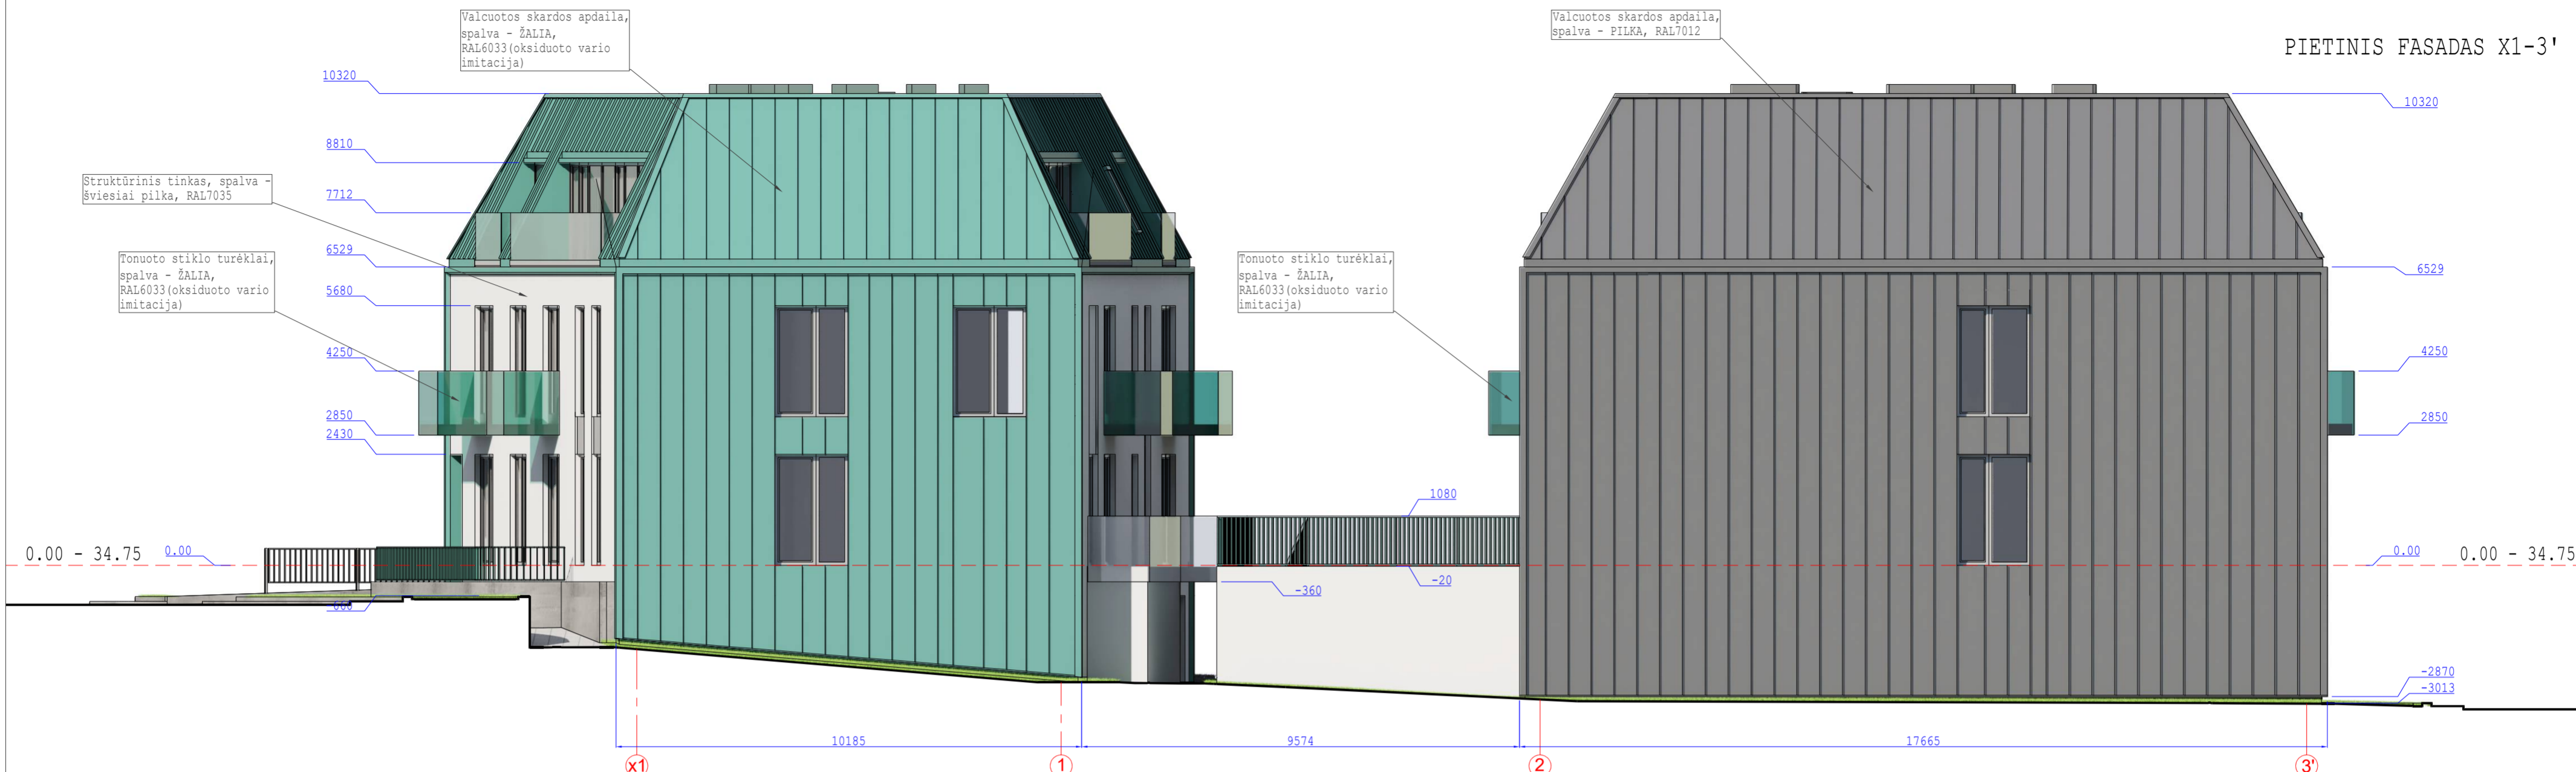 Valcuotos skardos apdaila,
spalva - ŽALIA,
RAL6033(oksiduoto vario
imitacija)
Valcuotos skardos apdaila,
spalva - PILKA, RAL7012
PIETINIS FASADAS X1-3'
10320
10320
8810
Struktūrinis tinkas, spalva -
šviesiai pilka, RAL7035
7712
Tonuoto stiklo turėklai,
spalva - ŽALIA,
RAL6033(oksiduoto vario
imitacija)
6529
Tonuoto stiklo turėklai,
spalva - ŽALIA,
RAL6033(oksiduoto vario
imitacija)
6529
5680
4250
4250
2850
2850
2430
1080
0.00 - 34.75
0.00
0.00
0.00 - 34.75
-20
-360
-2870
-3013
10185
9574
17665
x1
1
2
3'